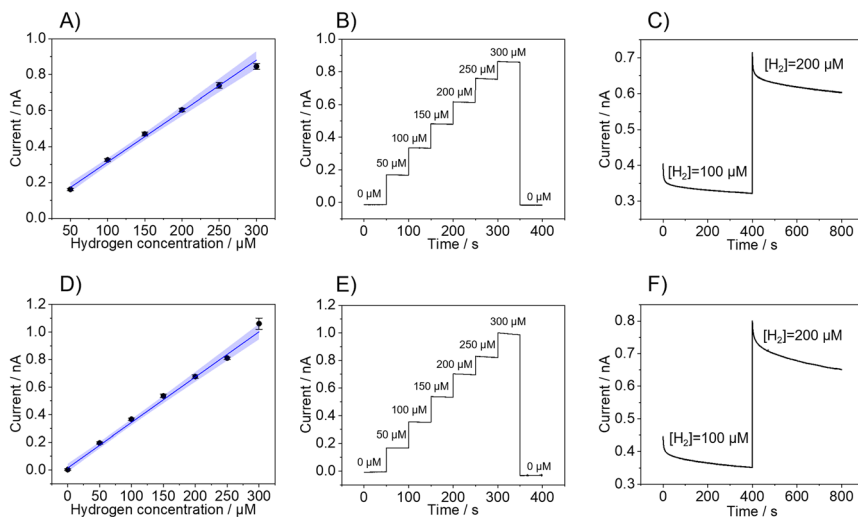 A)
Current / nA
1.0
0.8
0.6
0.4
0.2
0.0
50 100 150 200 250 300
Hydrogen concentration / µM
B)
Current / nA
1.0
0.8
0.6
0.4
0.2
0.0
0 µM
50 µM
100 µM
150 µM
200 µM
250 µM
300 µM
0 µM
0 100 200 300 400
Time / s
C)
Current / nA
0.7
0.6
0.5
0.4
0.3
[H₂]=100 µM
[H₂]=200 µM
0 200 400 600 800
Time / s
D)
Current / nA
1.2
1.0
0.8
0.6
0.4
0.2
0.0
0 50 100 150 200 250 300
Hydrogen concentration / µM
E)
Current / nA
1.2
1.0
0.8
0.6
0.4
0.2
0.0
0 µM
50 µM
100 µM
150 µM
200 µM
250 µM
300 µM
0 µM
0 100 200 300 400
Time / s
F)
Current / nA
0.8
0.7
0.6
0.5
0.4
0.3
[H₂]=100 µM
[H₂]=200 µM
0 200 400 600 800
Time / s